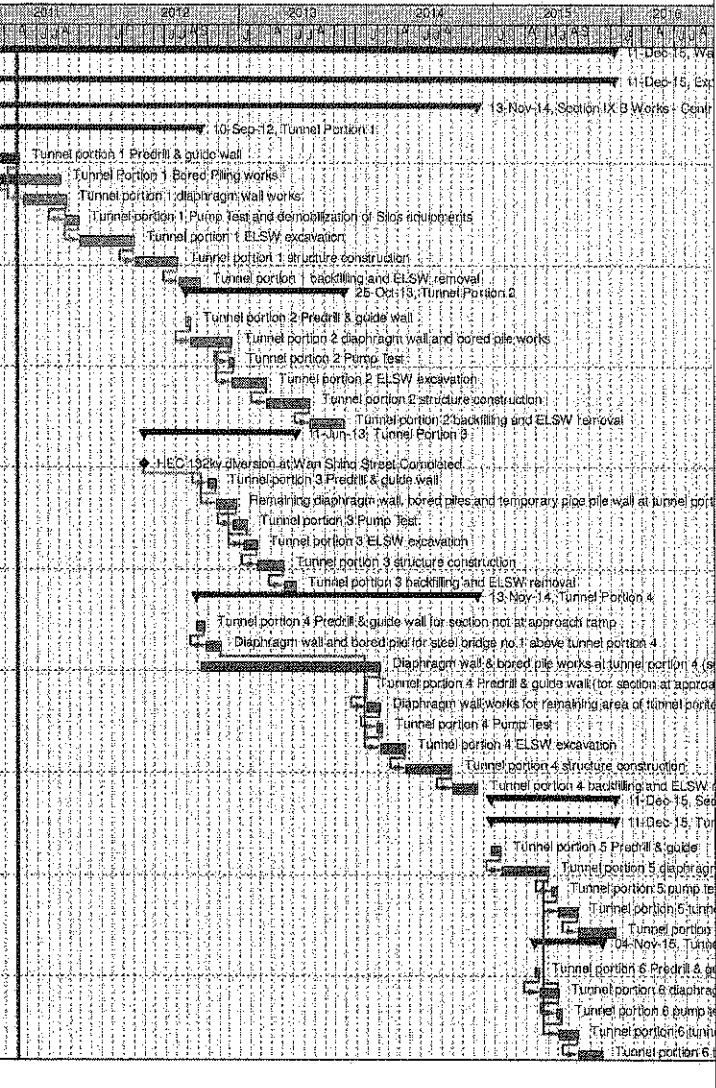 2011 2012 2013 2014 2015 2016
11-Dec-15, Wa
11-Dec-15, Exp
13-Nov-14, Section IX B Works - Centr
10-Sep-12, Tunnel Portion 1
Tunnel portion 1 Predrill & guide wall
Tunnel Portion 1 Bored Piling works
Tunnel portion 1 diaphragm wall works
Tunnel portion 1 Pump Test and demobilization of Silos equipments
Tunnel portion 1 ELSW excavation
Tunnel portion 1 structure construction
Tunnel portion 1 backfilling and ELSW removal
25-Oct-13, Tunnel Portion 2
Tunnel portion 2 Predrill & guide wall
Tunnel portion 2 diaphragm wall and bored pile works
Tunnel portion 2 Pump Test
Tunnel portion 2 ELSW excavation
Tunnel portion 2 structure construction
Tunnel portion 2 backfilling and ELSW removal
11-Jun-13, Tunnel Portion 3
HEC 132kv diversion at Wan Shing Street Completed
Tunnel portion 3 Predrill & guide wall
Remaining diaphragm wall, bored piles and temporary pipe pile wall at tunnel port
Tunnel portion 3 Pump Test
Tunnel portion 3 ELSW excavation
Tunnel portion 3 structure construction
Tunnel portion 3 backfilling and ELSW removal
13-Nov-14, Tunnel Portion 4
Tunnel portion 4 Predrill & guide wall for section not at approach ramp
Diaphragm wall and bored pile for steel bridge no.1 above tunnel portion 4
Diaphragm wall & bored pile works at tunnel portion 4 (s
Tunnel portion 4 Predrill & guide wall (for section at approa
Diaphragm wall works for remaining area of tunnel portio
Tunnel portion 4 Pump Test
Tunnel portion 4 ELSW excavation
Tunnel portion 4 structure construction
Tunnel portion 4 backfilling and ELSW
11-Dec-15, Sec
11-Dec-15, Tun
Tunnel portion 5 Predrill & guide
Tunnel portion 5 diaphragm
Tunnel portion 5 pump te
Tunnel portion 5 tunn
Tunnel portion
04-Nov-15, Tunn
Tunnel portion 6 Predrill & gu
Tunnel portion 6 diaphrag
Tunnel portion 6 pump te
Tunnel portion 6 tunn
Tunnel portion 6